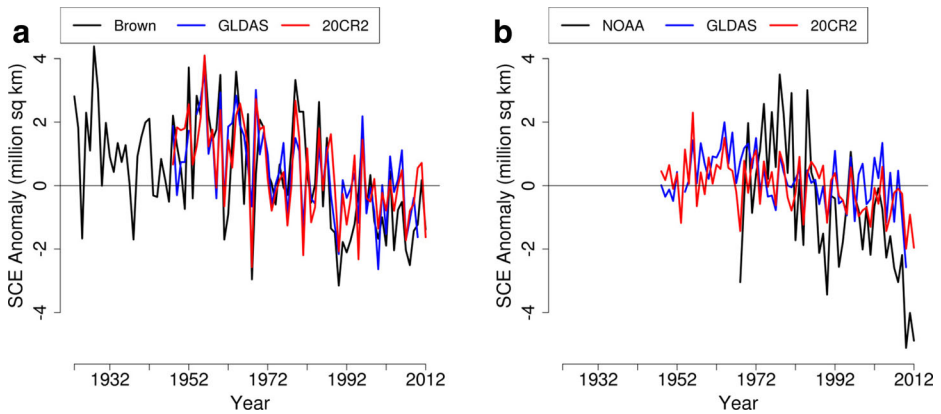 a
Brown GLDAS 20CR2
SCE Anomaly (million sq km)
4
2
0
-2
-4
1932 1952 1972 1992 2012
Year
b
NOAA GLDAS 20CR2
SCE Anomaly (million sq km)
4
2
0
-2
-4
1932 1952 1972 1992 2012
Year